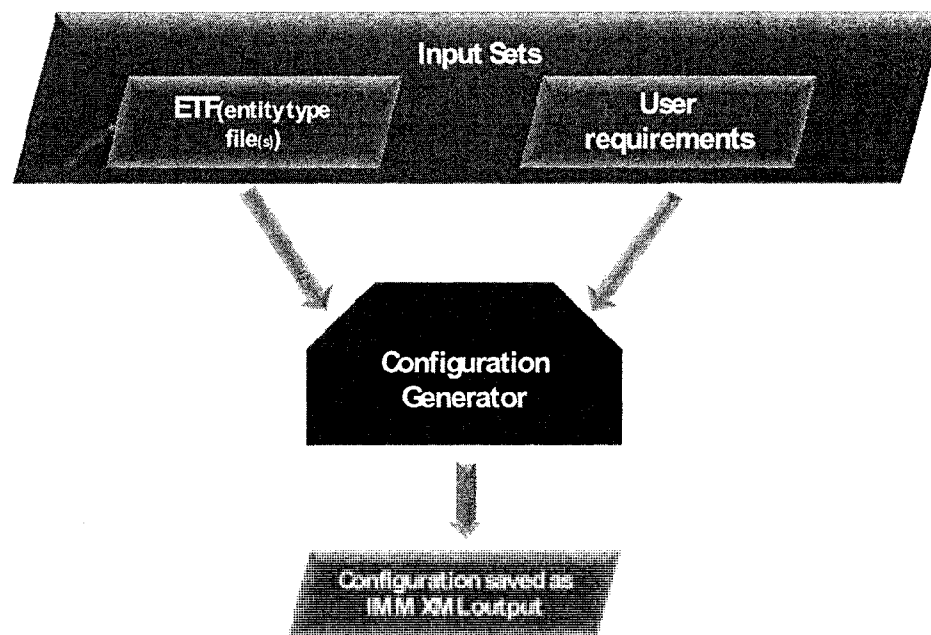 Input Sets
ETF(entity type
file(s))
User
requirements
Configuration
Generator
Configuration saved as
IMM XML output